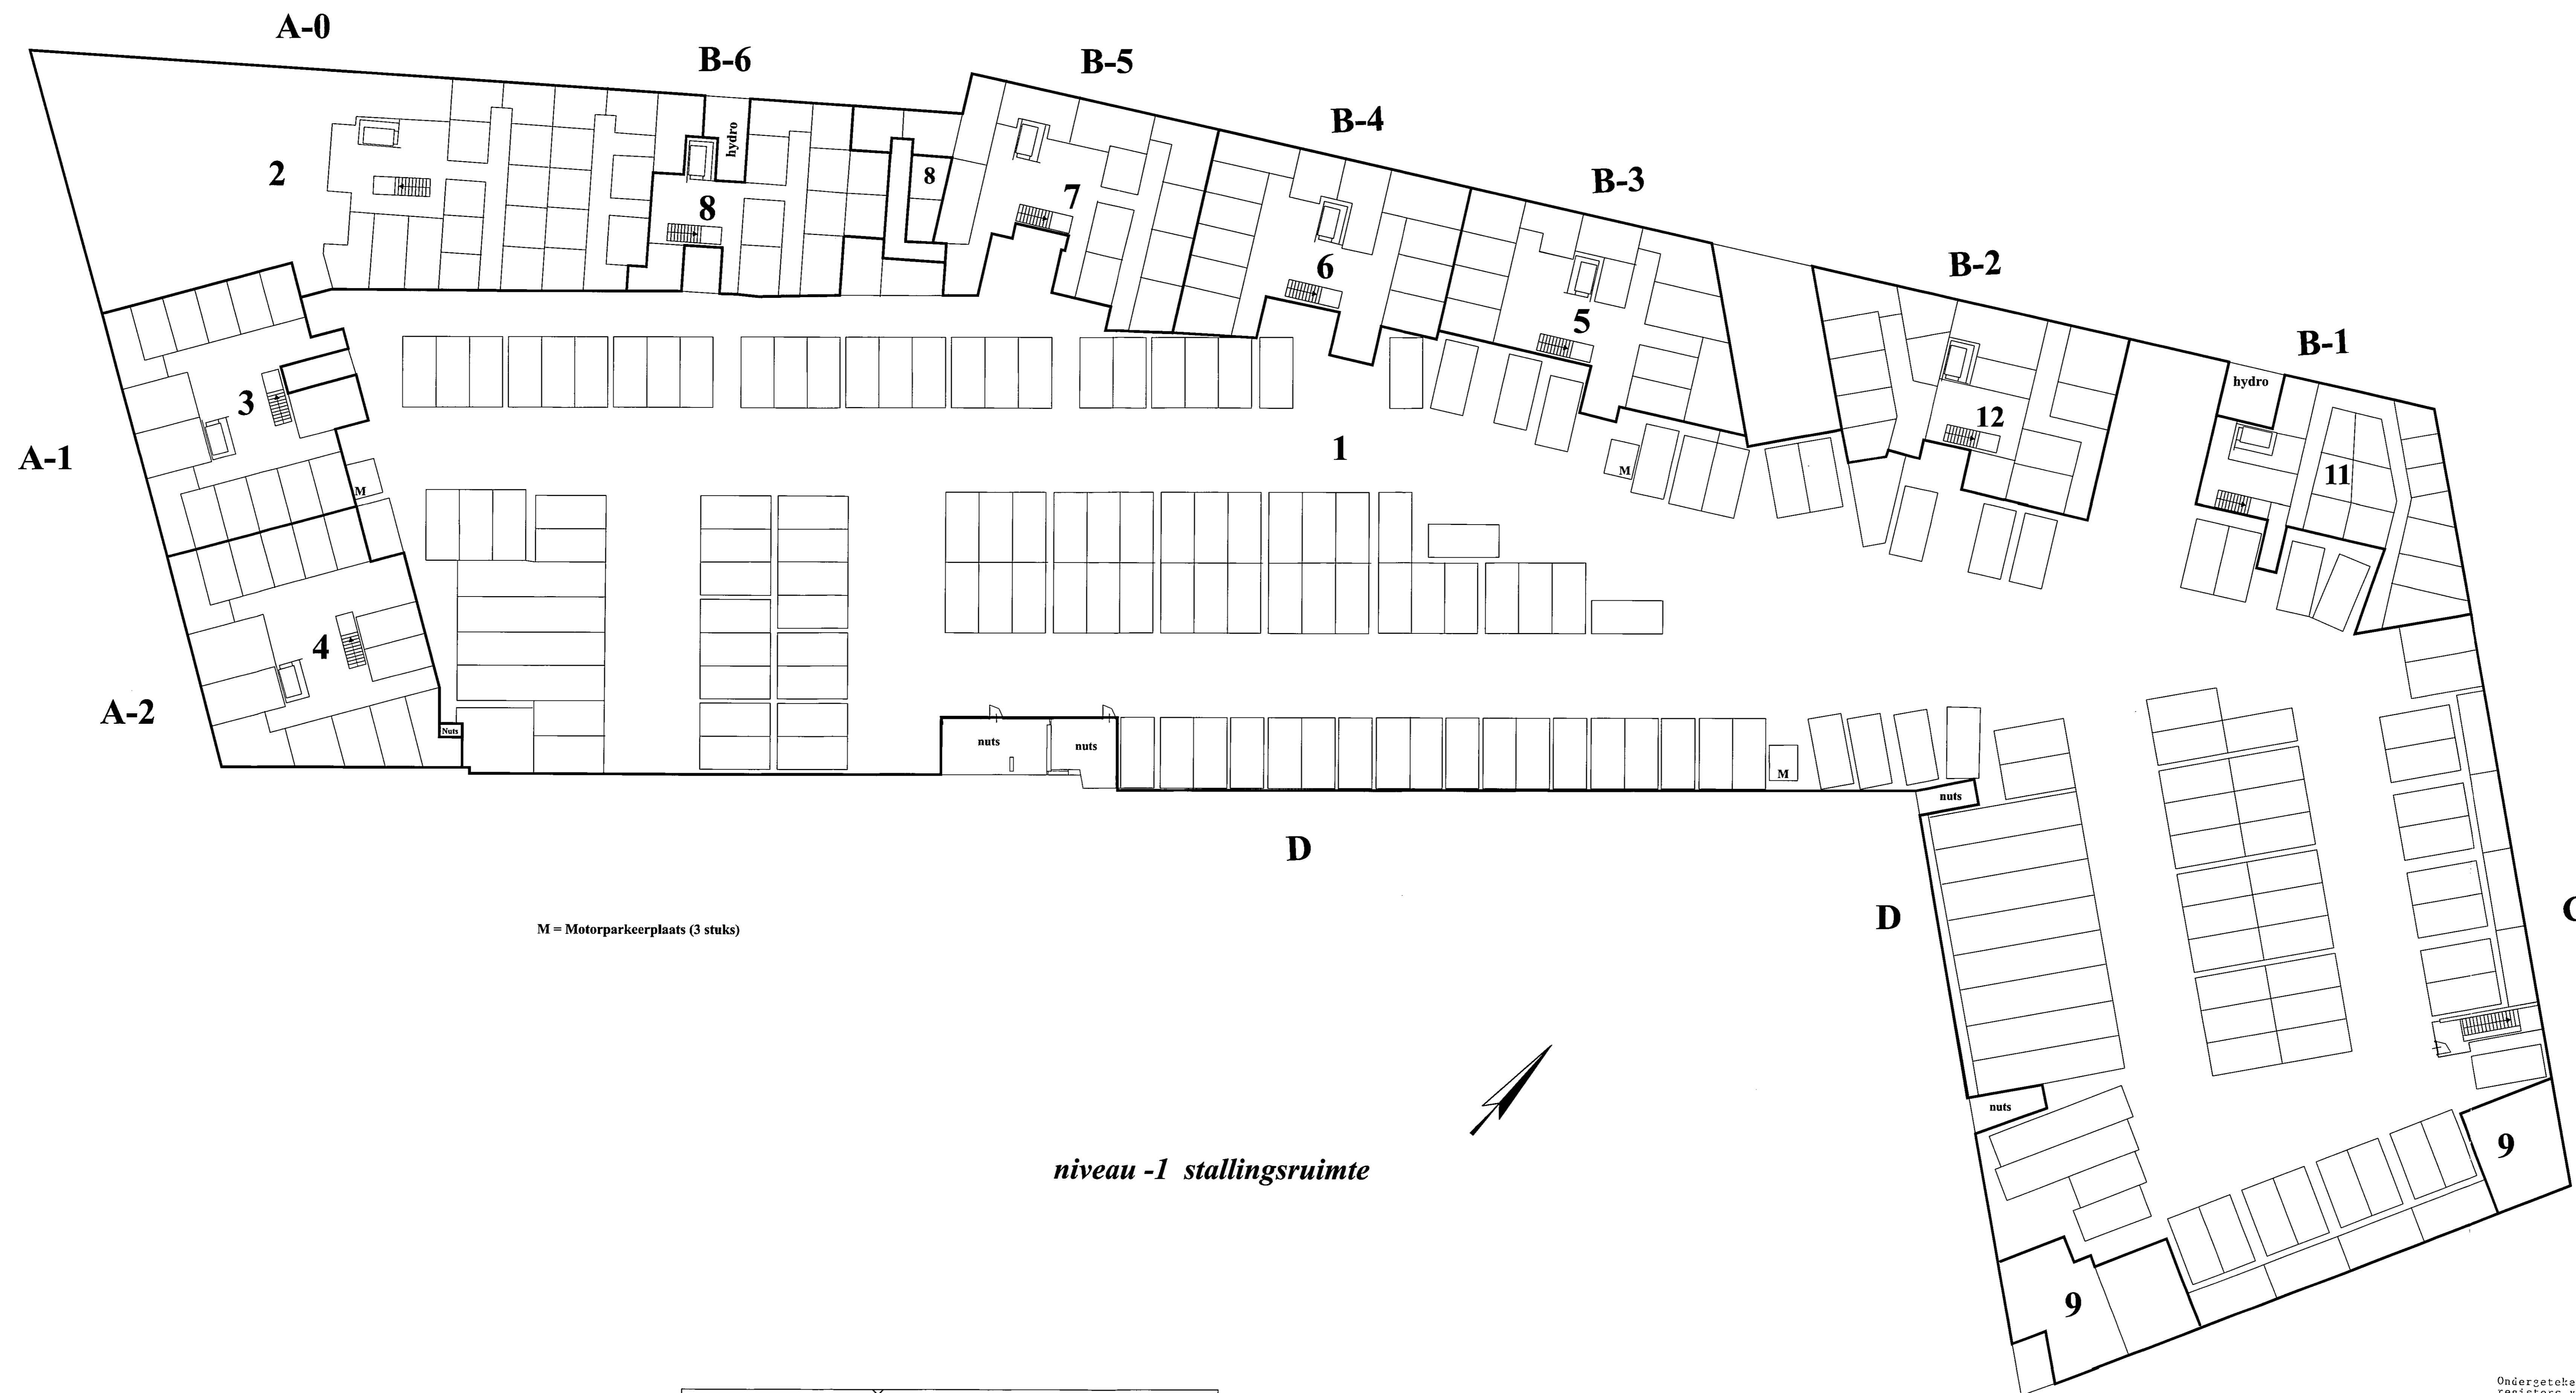 A-0
B-6
B-5
B-4
B-3
B-2
B-1
hydro
hydro
2
8
8
7
6
5
12
11
3
1
A-1
M
M
4
A-2
Nuts
nuts
nuts
M
nuts
D
D
M = Motorparkeerplaats (3 stuks)
nuts
9
niveau -1 stallingsruimte
9